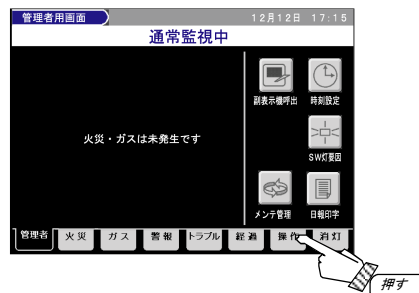 管理者用画面 12月12日 17:15
通常監視中
副表示機呼出 時刻設定
火災・ガスは未発生です
SW灯要因
メンテ管理 日報印字
管理者 火災 ガス 警報 トラブル 経過 操作 消灯
押す